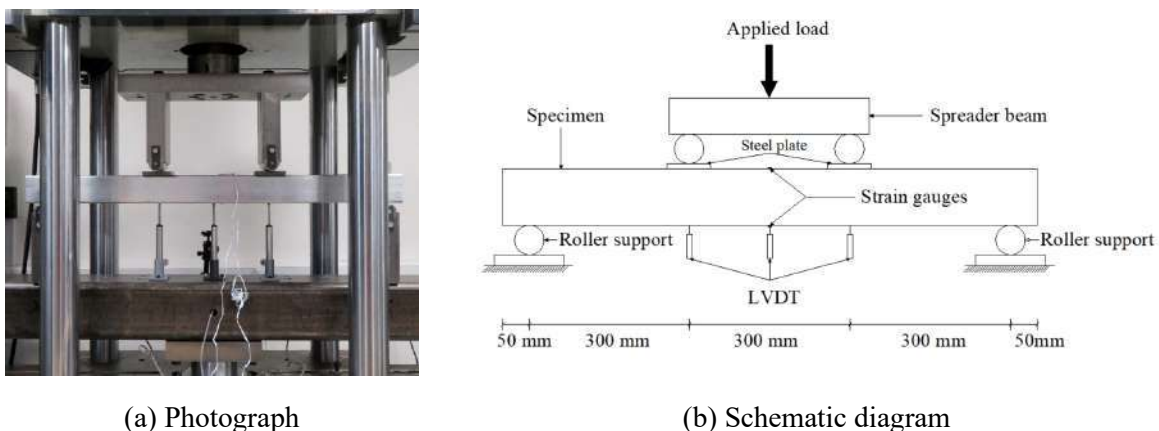 Applied load
Specimen
Spreader beam
Steel plate
Strain gauges
Roller support
Roller support
LVDT
50 mm 300 mm 300 mm 300 mm 50mm
(a) Photograph
(b) Schematic diagram